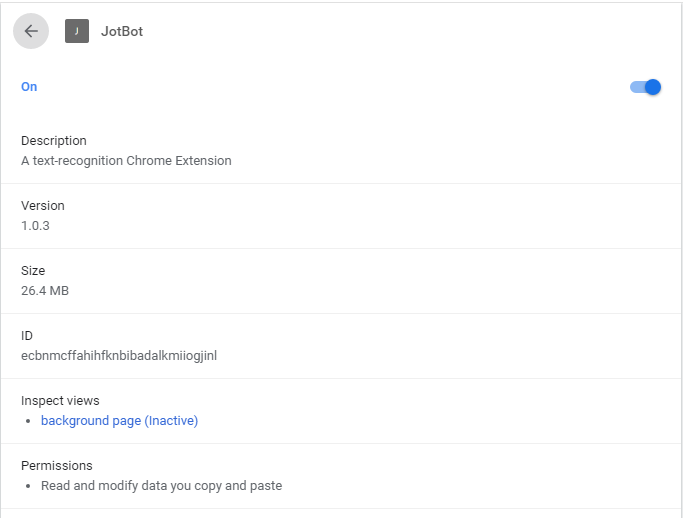 J JotBot
On
Description
A text-recognition Chrome Extension
Version
1.0.3
Size
26.4 MB
ID
ecbnmcffahihfknbibadalkmiiogjinl
Inspect views
• background page (Inactive)
Permissions
• Read and modify data you copy and paste